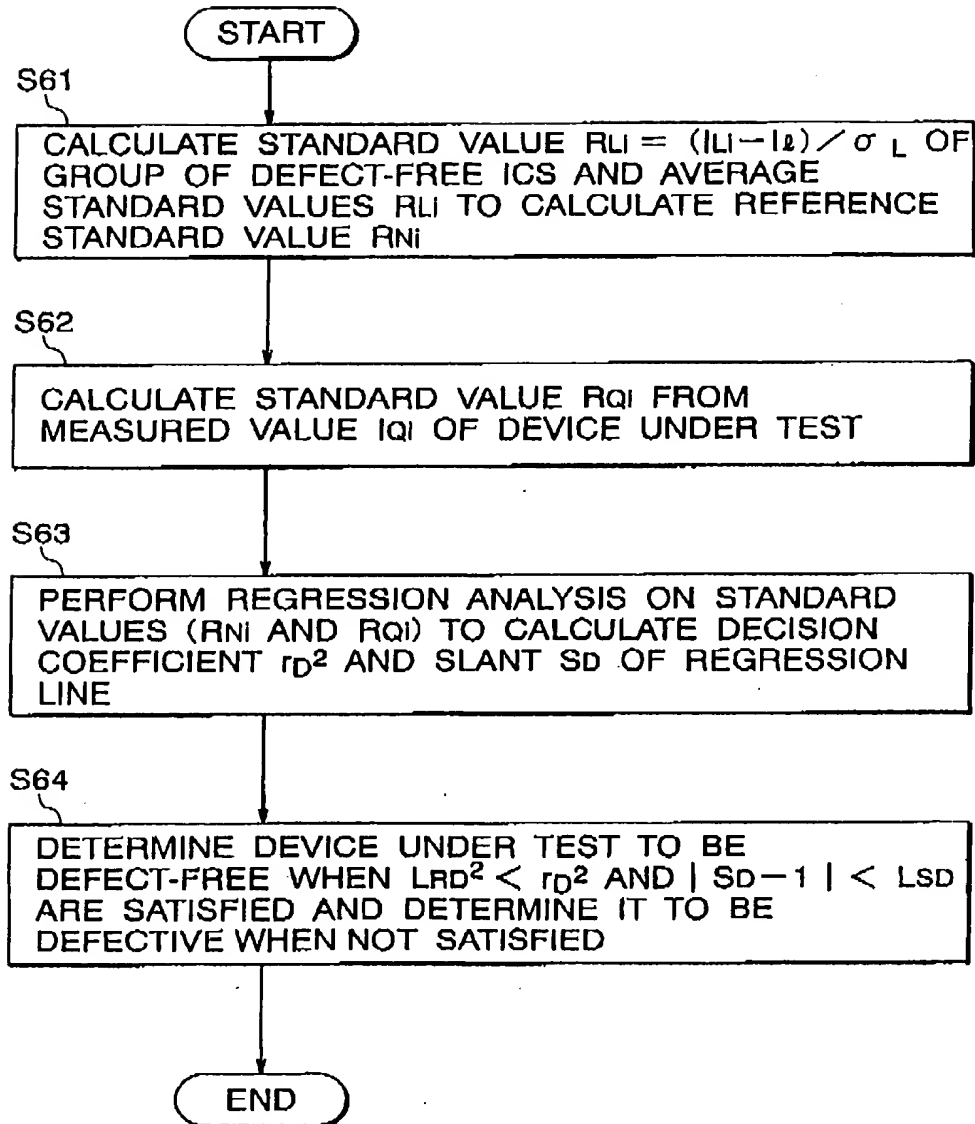 START
S61
CALCULATE STANDARD VALUE RLi = (ILi−Iℓ)/σL OF
GROUP OF DEFECT-FREE ICS AND AVERAGE
STANDARD VALUES RLi TO CALCULATE REFERENCE
STANDARD VALUE RNi
S62
CALCULATE STANDARD VALUE RQi FROM
MEASURED VALUE IQi OF DEVICE UNDER TEST
S63
PERFORM REGRESSION ANALYSIS ON STANDARD
VALUES (RNi AND RQi) TO CALCULATE DECISION
COEFFICIENT rD² AND SLANT SD OF REGRESSION
LINE
S64
DETERMINE DEVICE UNDER TEST TO BE
DEFECT-FREE WHEN LRD² < rD² AND | SD−1 | < LSD
ARE SATISFIED AND DETERMINE IT TO BE
DEFECTIVE WHEN NOT SATISFIED
END